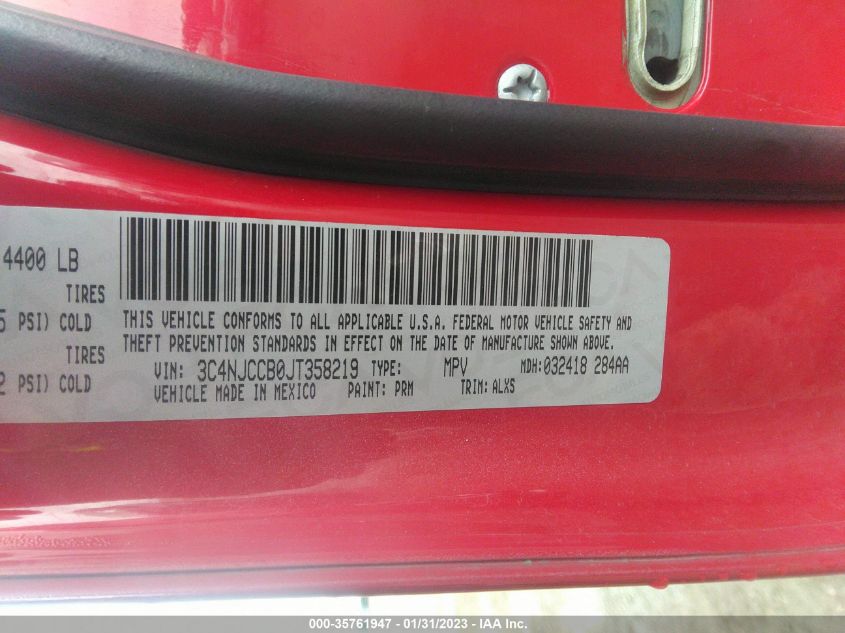 4400 LB
TIRES
5 PSI) COLD
TIRES
2 PSI) COLD
THIS VEHICLE CONFORMS TO ALL APPLICABLE U.S.A. FEDERAL MOTOR VEHICLE SAFETY AND
THEFT PREVENTION STANDARDS IN EFFECT ON THE DATE OF MANUFACTURE SHOWN ABOVE.
VIN: 3C4NJCCB0JT358219 TYPE: MPV MDH:032418 284AA
VEHICLE MADE IN MEXICO PAINT: PRM TRIM: ALXS
000-35761947 - 01/31/2023 - IAA Inc.